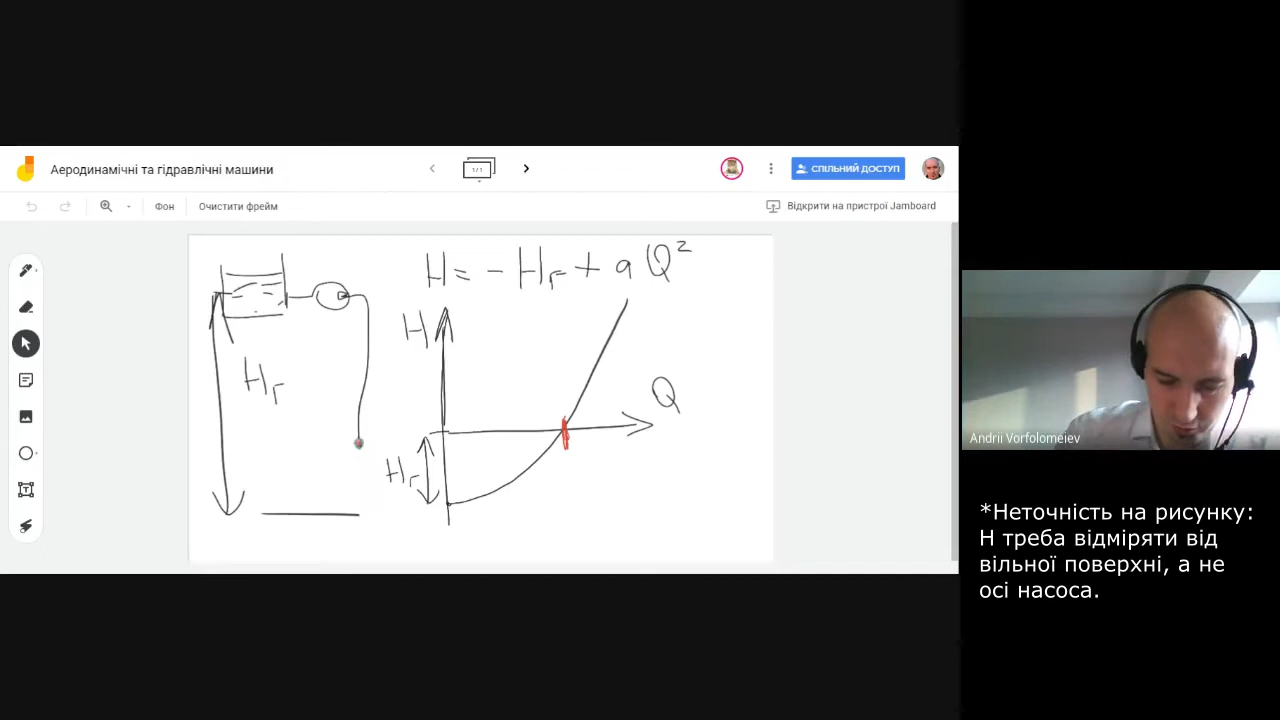 Аеродинамічні та гідравлічні машини
1/1
СПІЛЬНИЙ ДОСТУП
Фон
Очистити фрейм
Відкрити на пристрої Jamboard
H = - Hг + a Q²
H
Hг
Q
Hг
Andrii Vorfolomeiev
*Неточність на рисунку:
Н треба відміряти від
вільної поверхні, а не
осі насоса.